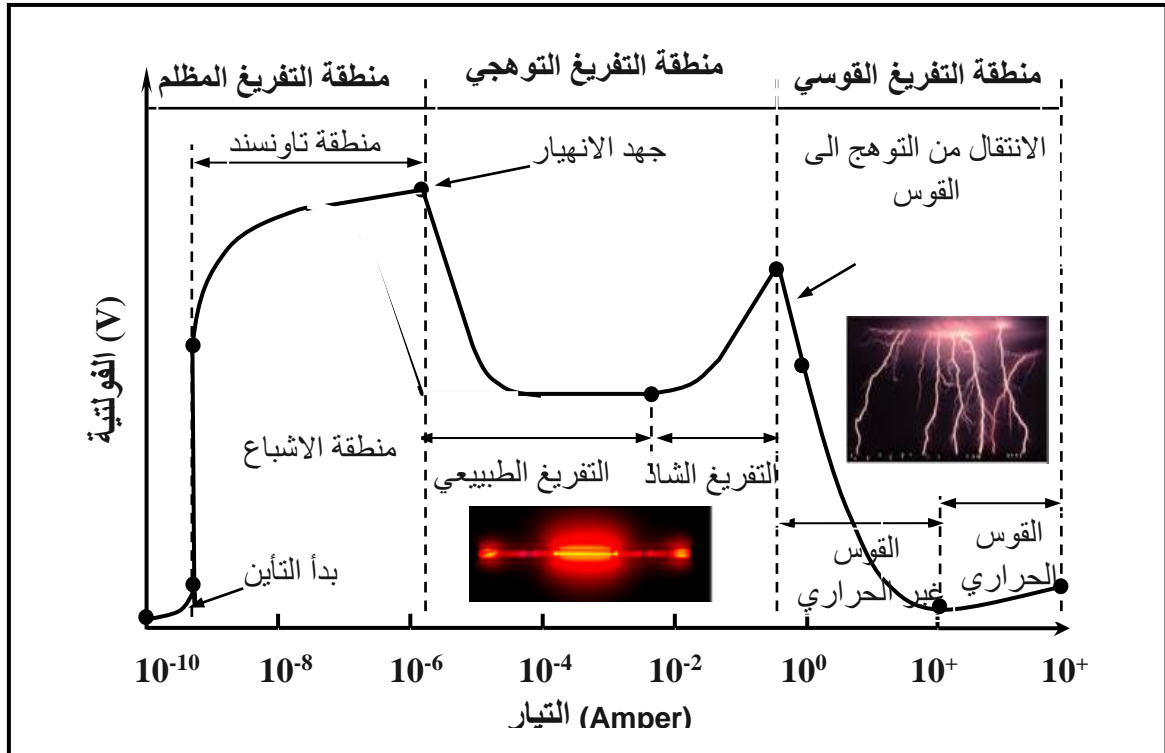 منطقة التفريغ المظلم
منطقة التفريغ التوهجي
منطقة التفريغ القوسي
منطقة تاونسند
جهد الانهيار
الانتقال من التوهج الى
القوس
الفولتية (V)
منطقة الاشباع
التفريغ الطبييعي
التفريغ الشاذ
بدأ التأين
القوس
غير الحراري
القوس
الحراري
10⁻¹⁰
10⁻⁸
10⁻⁶
10⁻⁴
10⁻²
10⁰
10⁺
10⁺
التيار (Amper)